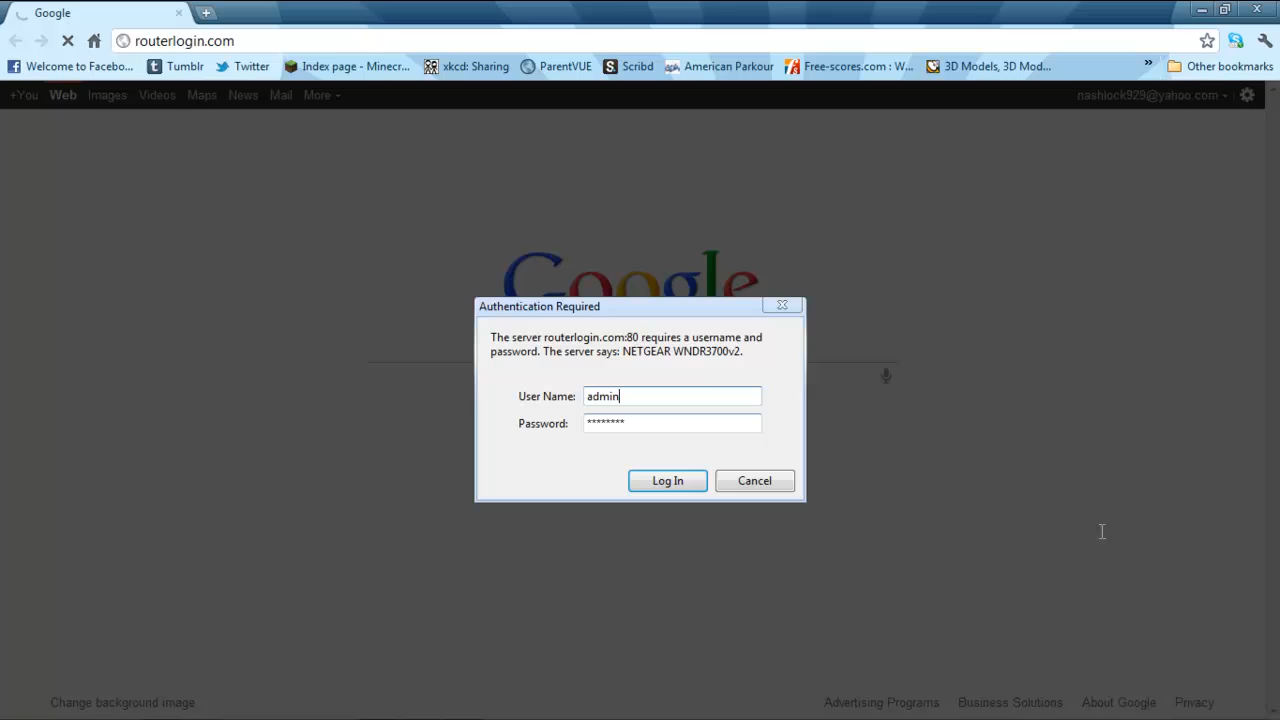 Google
routerlogin.com
Welcome to Facebo... Tumblr Twitter Index page - Minecr... xkcd: Sharing ParentVUE Scribd American Parkour Free-scores.com : W... 3D Models, 3D Mod... » Other bookmarks
+You Web Images Videos Maps News Mail More nashlock929@yahoo.com
Google
Authentication Required
The server routerlogin.com:80 requires a username and
password. The server says: NETGEAR WNDR3700v2.
User Name: admin
Password: ********
Log In Cancel
Change background image Advertising Programs Business Solutions About Google Privacy